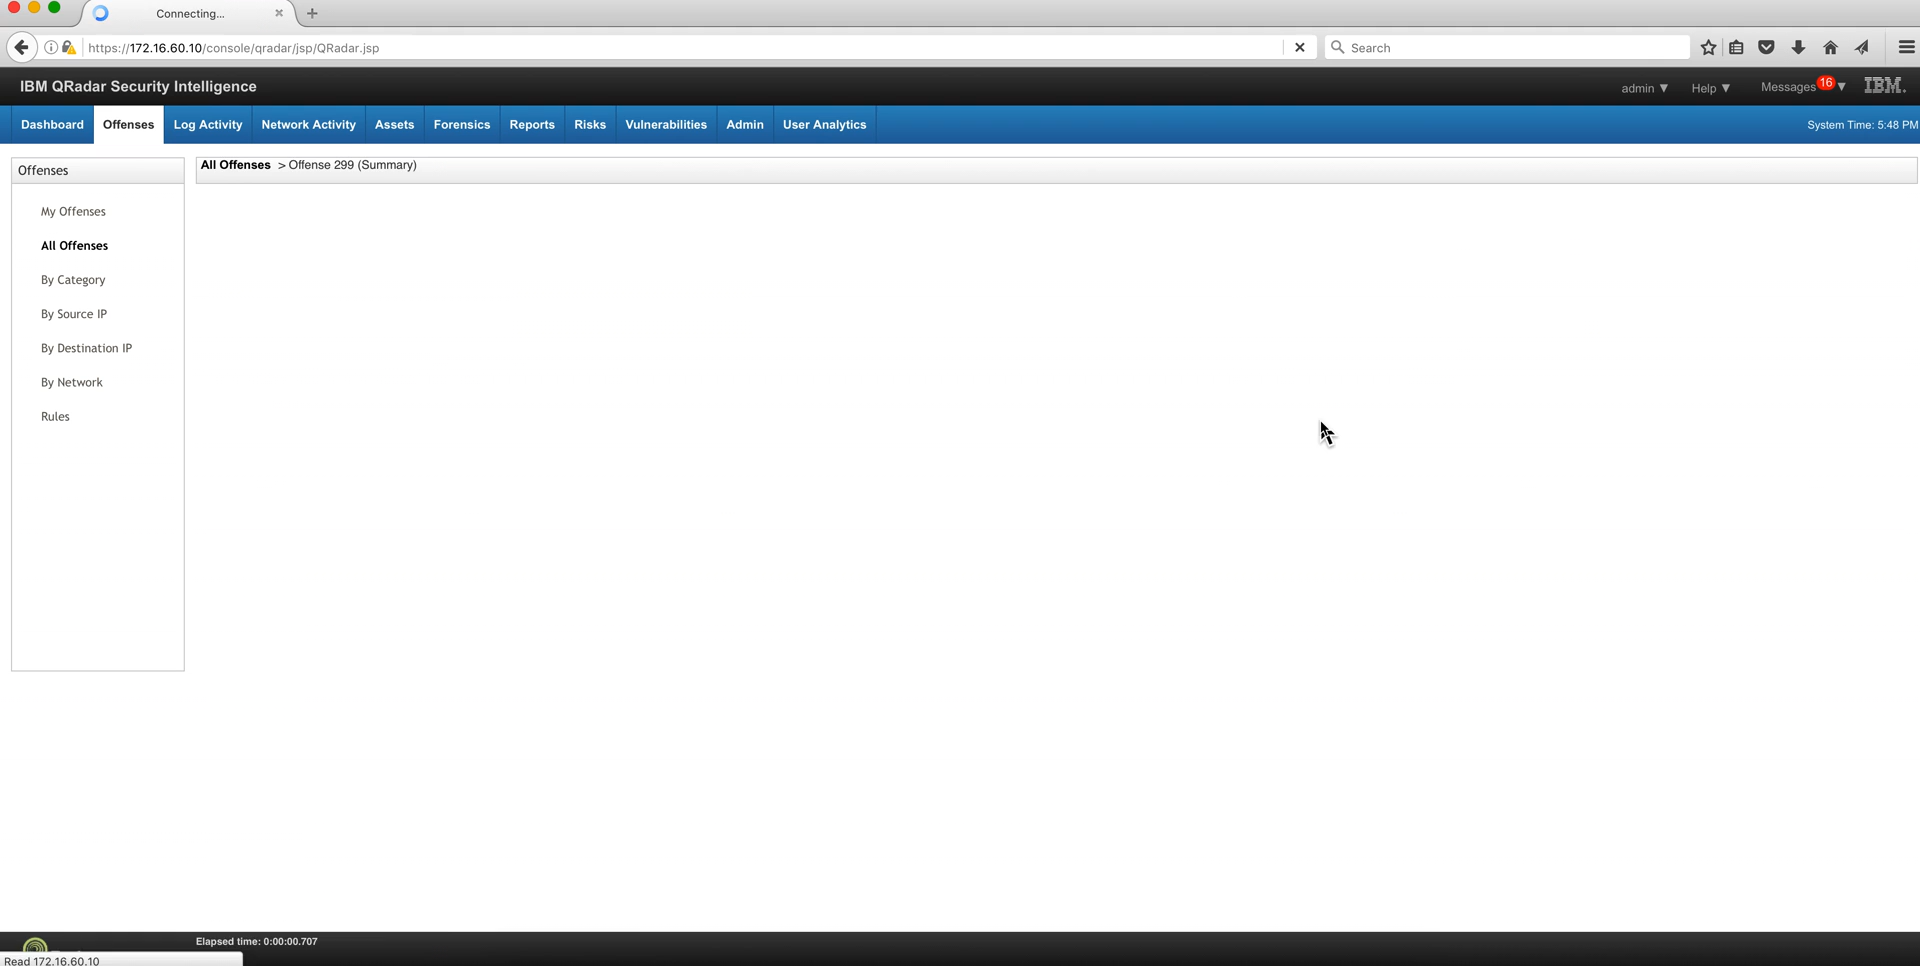 Connecting...
https://172.16.60.10/console/qradar/jsp/QRadar.jsp
Search
IBM QRadar Security Intelligence
admin ▼ Help ▼ Messages 16 ▼ IBM.
Dashboard Offenses Log Activity Network Activity Assets Forensics Reports Risks Vulnerabilities Admin User Analytics System Time: 5:48 PM
Offenses
All Offenses > Offense 299 (Summary)
My Offenses
All Offenses
By Category
By Source IP
By Destination IP
By Network
Rules
Elapsed time: 0:00:00.707
Read 172.16.60.10